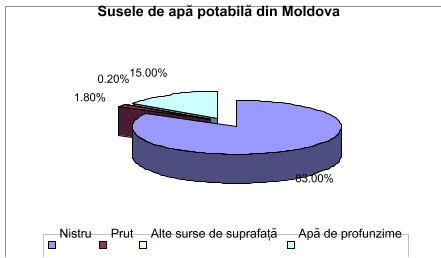 Susele de apă potabilă din Moldova
15.00%
0.20%
1.80%
83.00%
Nistru Prut Alte surse de suprafaţă Apă de profunzime